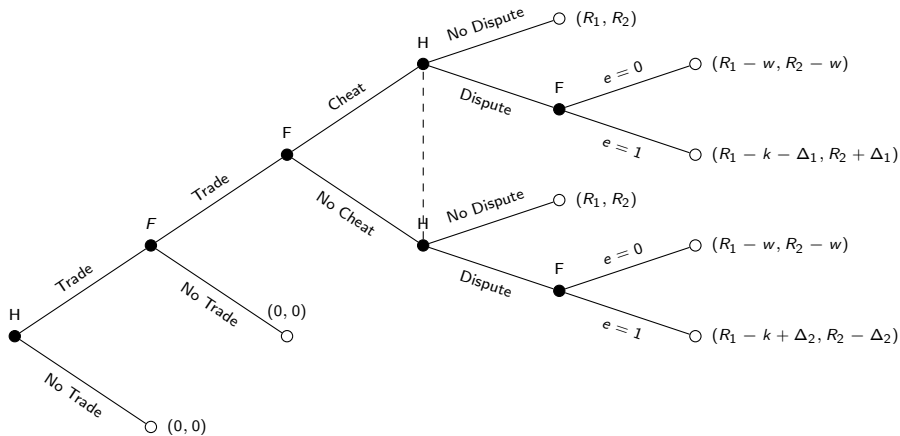 No Dispute
(R₁, R₂)
H
e = 0
(R₁ − w, R₂ − w)
Cheat
Dispute
F
e = 1
(R₁ − k − Δ₁, R₂ + Δ₁)
F
Trade
No Cheat
No Dispute
(R₁, R₂)
H
F
e = 0
(R₁ − w, R₂ − w)
Trade
No Trade
Dispute
F
(0, 0)
e = 1
(R₁ − k + Δ₂, R₂ − Δ₂)
H
No Trade
(0, 0)